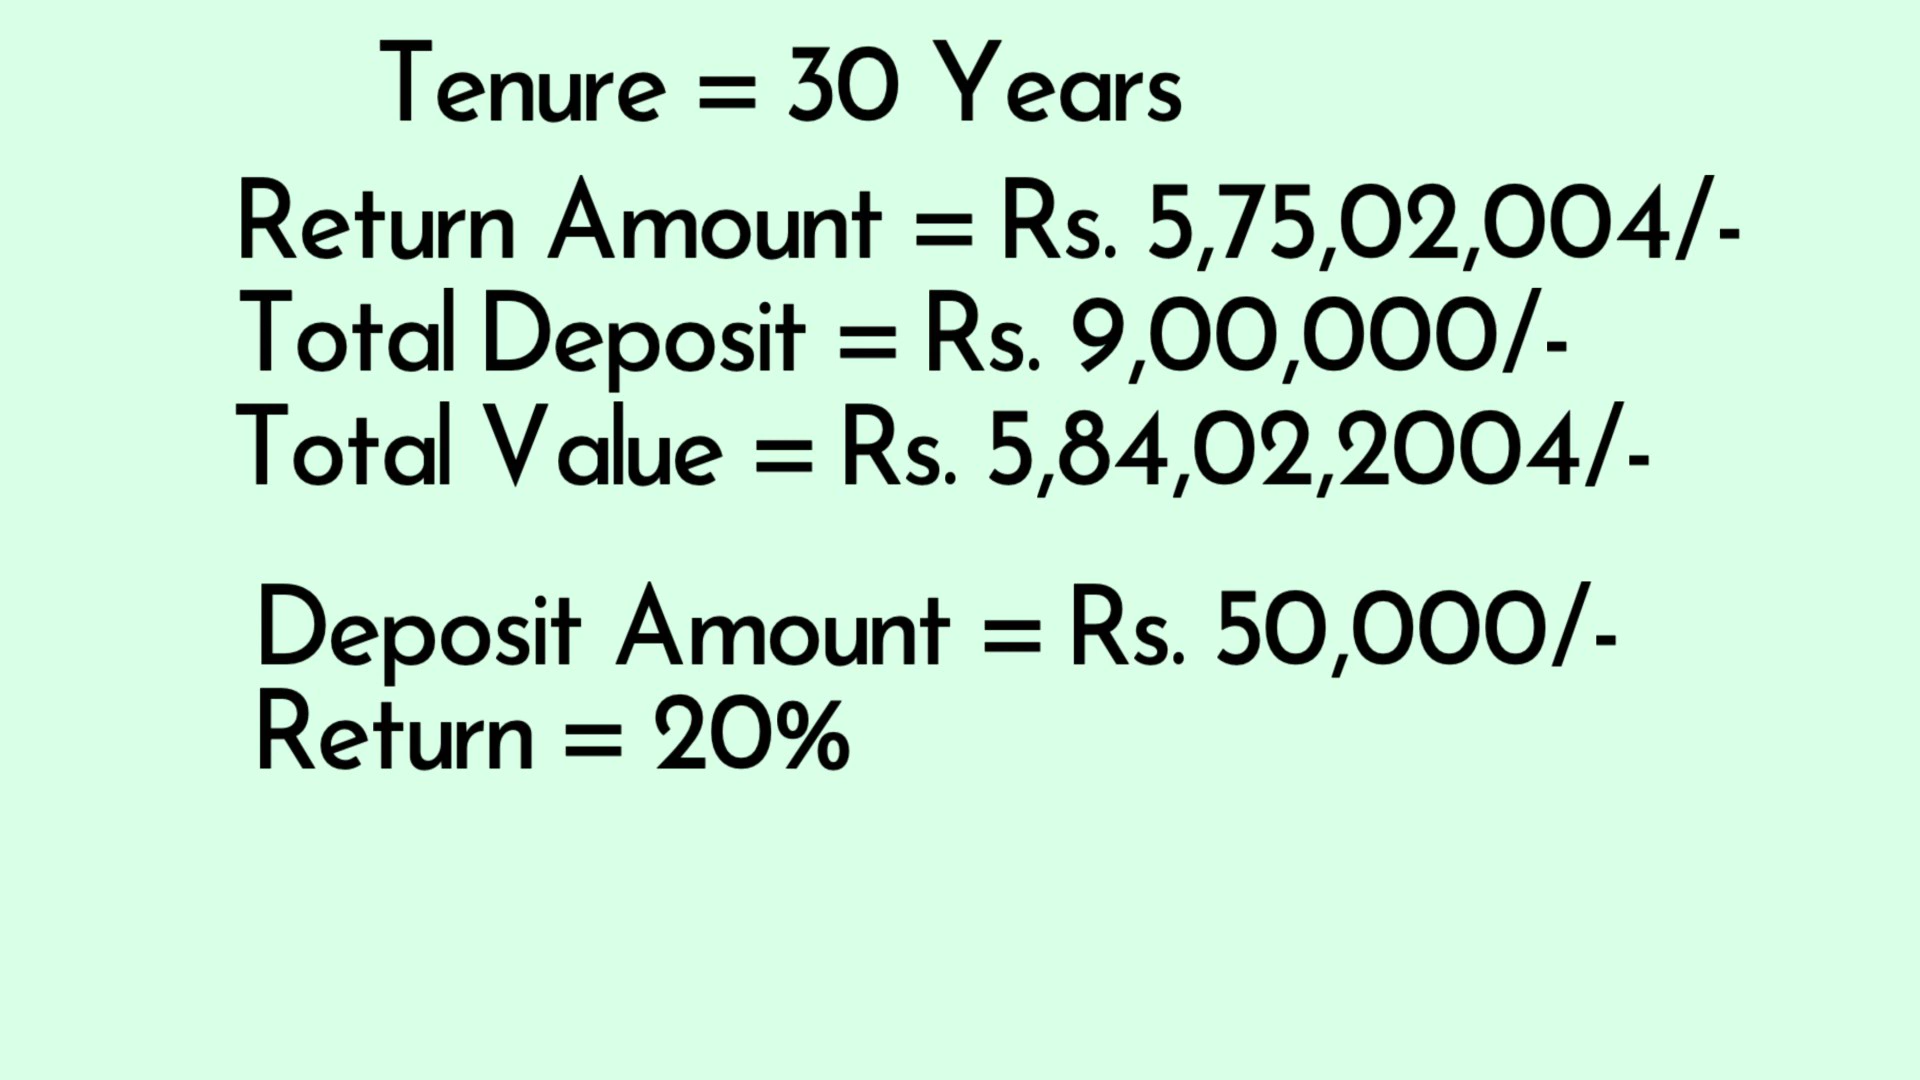 Tenure = 30 Years
Return Amount = Rs. 5,75,02,004/-
Total Deposit = Rs. 9,00,000/-
Total Value = Rs. 5,84,02,2004/-
Deposit Amount = Rs. 50,000/-
Return = 20%